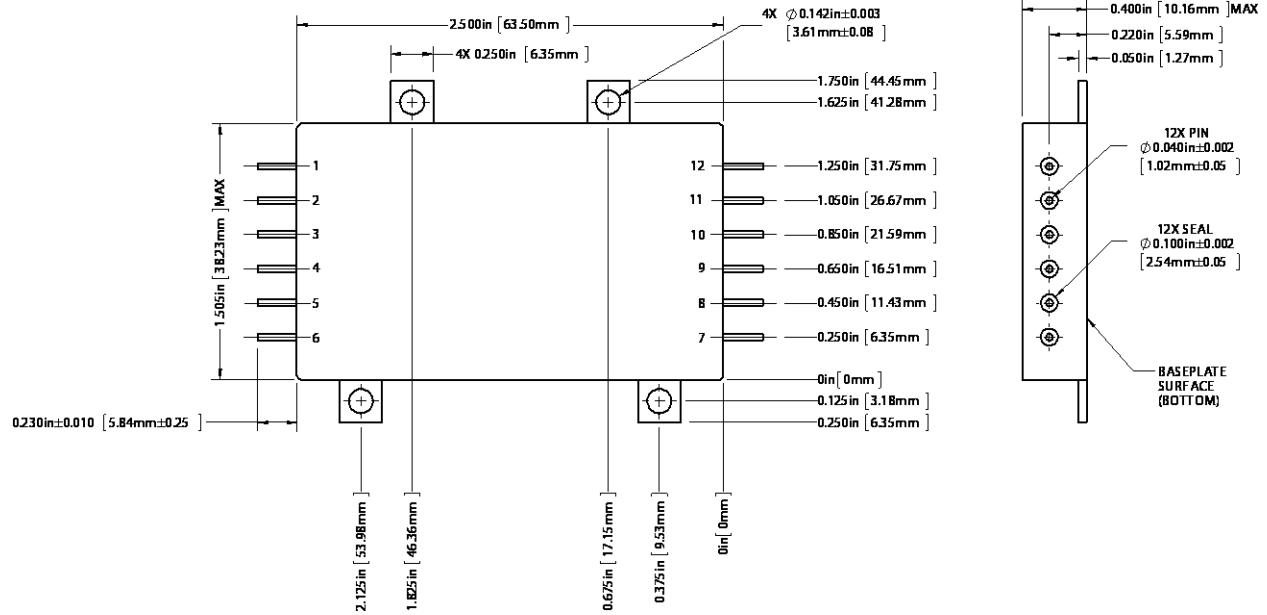 2.500in [63.50mm]
4X Ø0.142in±0.003
[3.61mm±0.08]
4X 0.250in [6.35mm]
1.750in [44.45mm]
1.625in [41.28mm]
1
2
3
4
5
6
12
11
10
9
8
7
1.250in [31.75mm]
1.050in [26.67mm]
0.850in [21.59mm]
0.650in [16.51mm]
0.450in [11.43mm]
0.250in [6.35mm]
0in [0mm]
0.125in [3.18mm]
0.250in [6.35mm]
1.505in [38.23mm] MAX
0.230in±0.010 [5.84mm±0.25]
2.125in [53.98mm]
1.825in [46.36mm]
0.675in [17.15mm]
0.375in [9.53mm]
0in [0mm]
0.400in [10.16mm] MAX
0.220in [5.59mm]
0.050in [1.27mm]
12X PIN
Ø0.040in±0.002
[1.02mm±0.05]
12X SEAL
Ø0.100in±0.002
[2.54mm±0.05]
BASEPLATE
SURFACE
(BOTTOM)